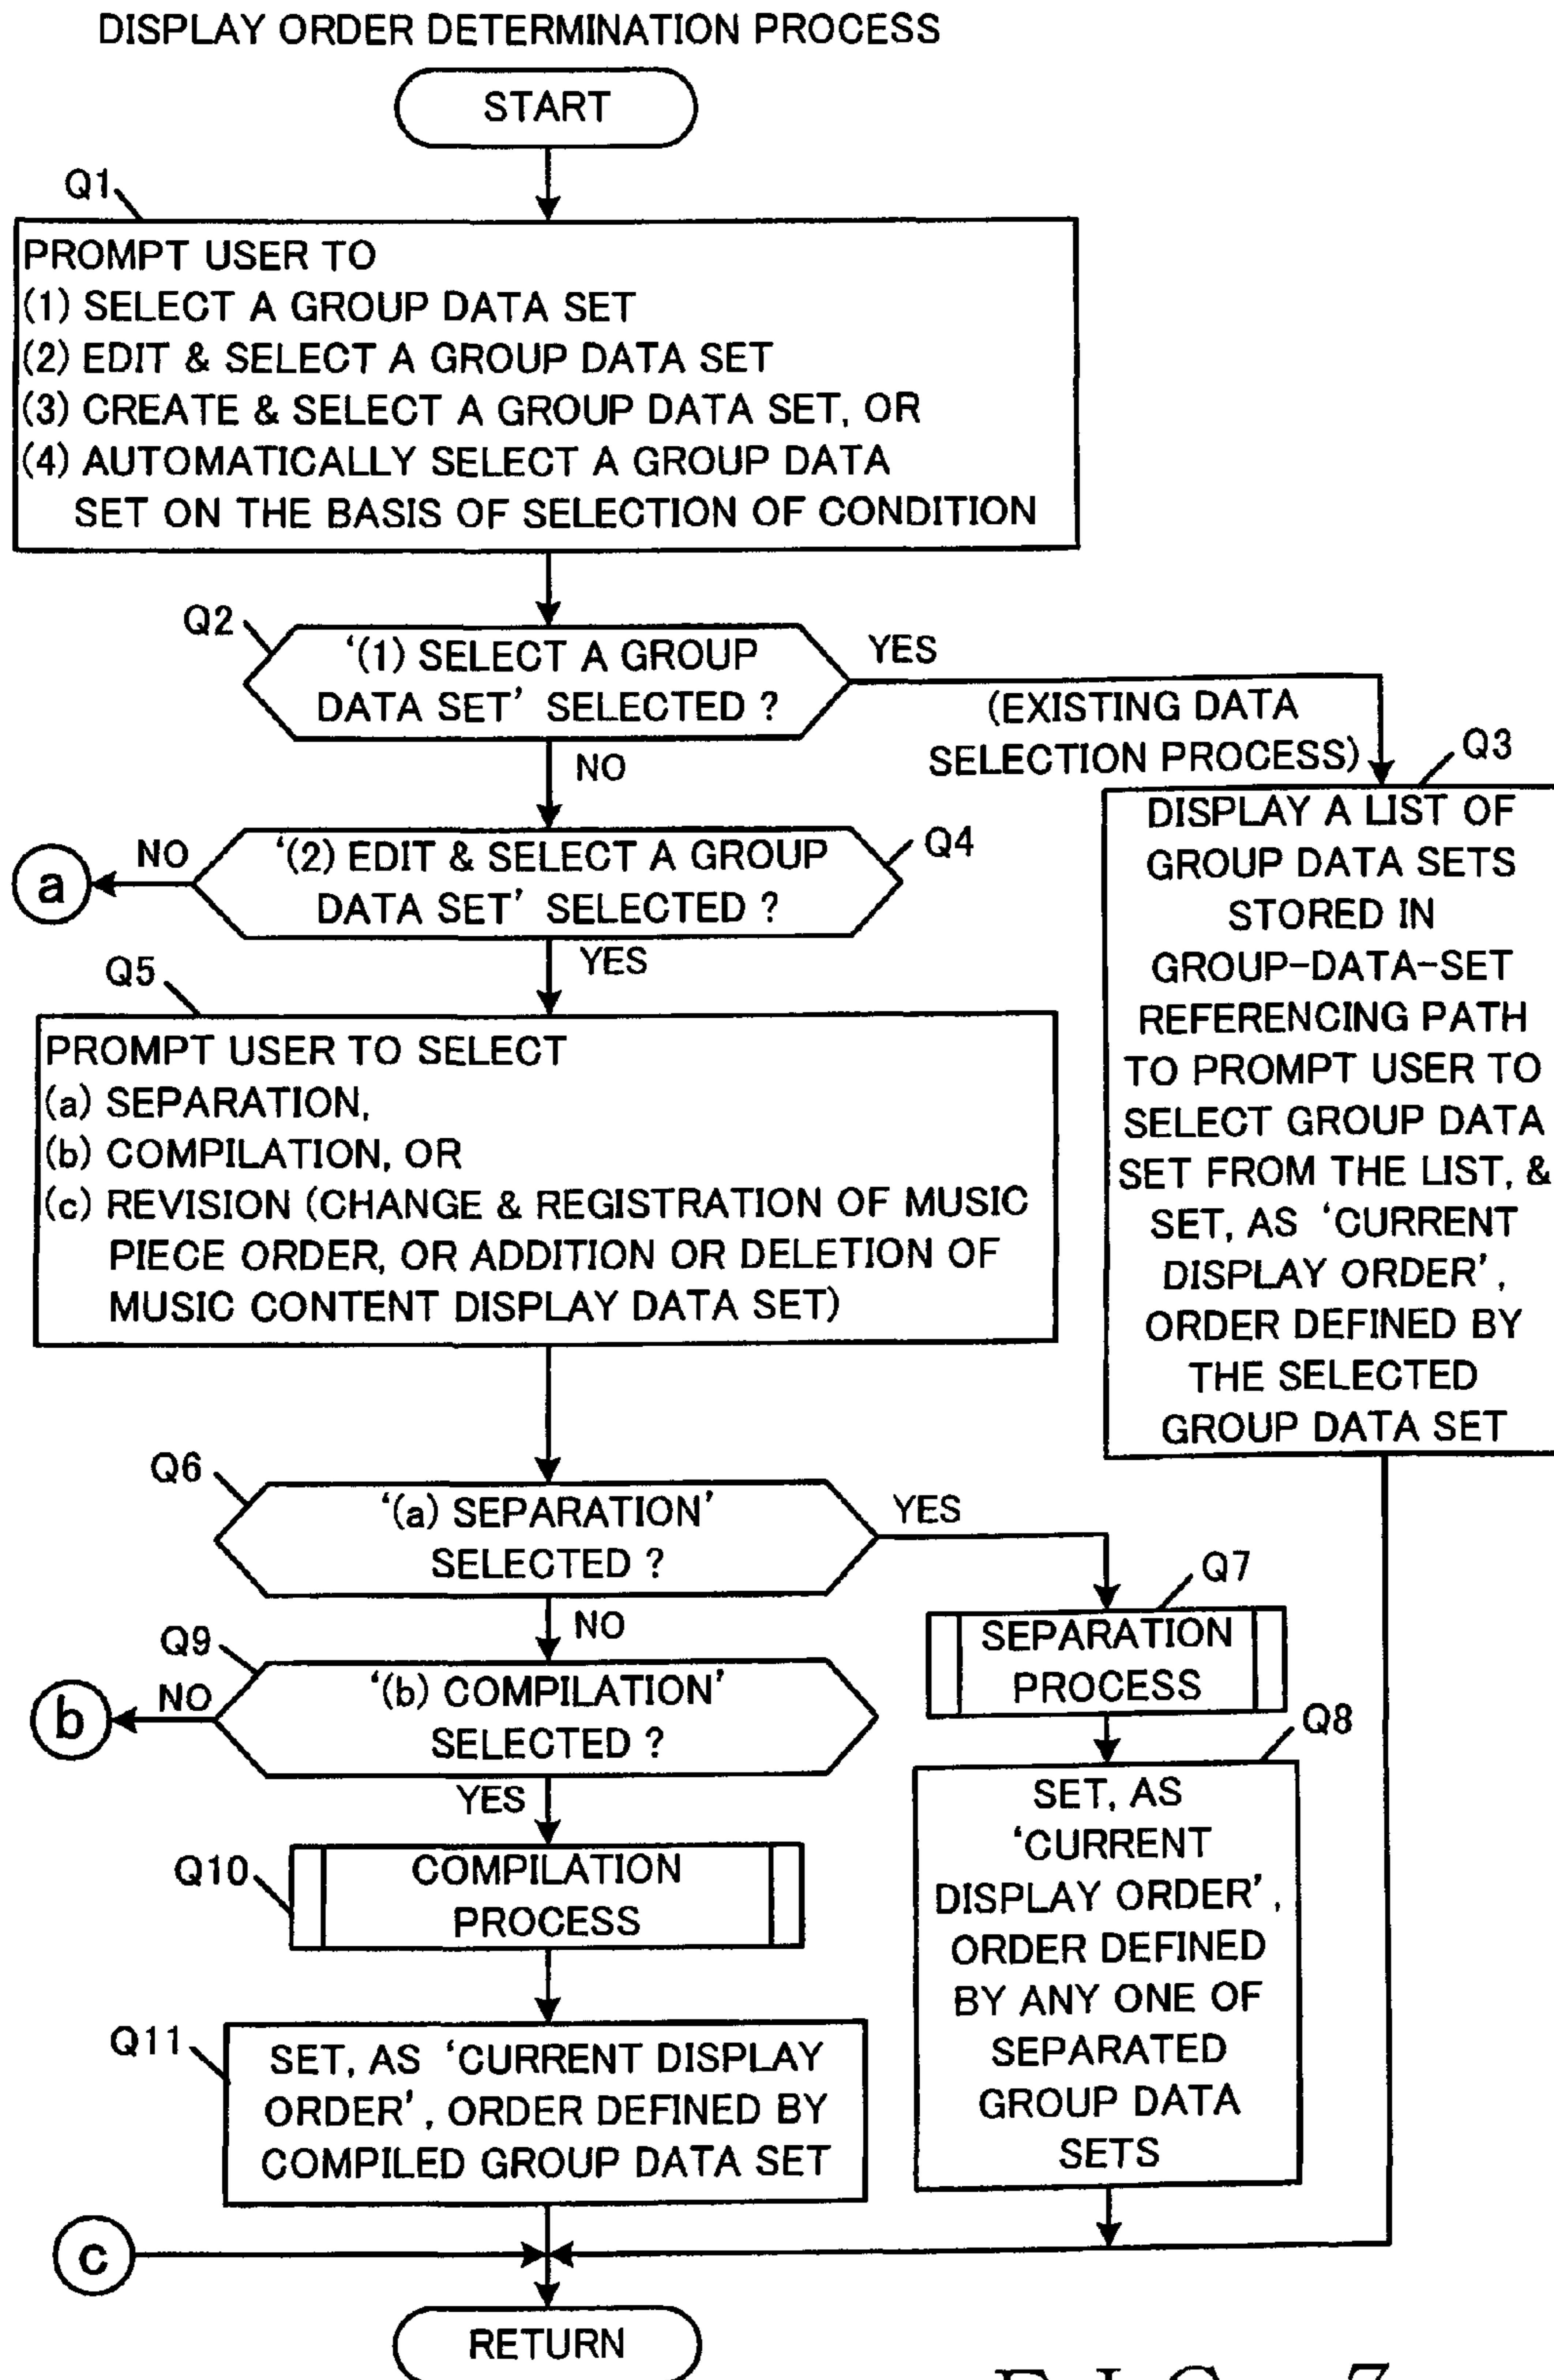 DISPLAY ORDER DETERMINATION PROCESS
START
Q1
PROMPT USER TO
(1) SELECT A GROUP DATA SET
(2) EDIT & SELECT A GROUP DATA SET
(3) CREATE & SELECT A GROUP DATA SET, OR
(4) AUTOMATICALLY SELECT A GROUP DATA
SET ON THE BASIS OF SELECTION OF CONDITION
Q2
‘(1) SELECT A GROUP
DATA SET’ SELECTED ?
YES
(EXISTING DATA
SELECTION PROCESS)
NO
Q3
DISPLAY A LIST OF
GROUP DATA SETS
STORED IN
GROUP-DATA-SET
REFERENCING PATH
TO PROMPT USER TO
SELECT GROUP DATA
SET FROM THE LIST, &
SET, AS ‘CURRENT
DISPLAY ORDER’,
ORDER DEFINED BY
THE SELECTED
GROUP DATA SET
Q4
‘(2) EDIT & SELECT A GROUP
DATA SET’ SELECTED ?
NO
a
YES
Q5
PROMPT USER TO SELECT
(a) SEPARATION,
(b) COMPILATION, OR
(c) REVISION (CHANGE & REGISTRATION OF MUSIC
PIECE ORDER, OR ADDITION OR DELETION OF
MUSIC CONTENT DISPLAY DATA SET)
Q6
‘(a) SEPARATION’
SELECTED ?
YES
NO
Q7
SEPARATION
PROCESS
Q8
SET, AS
‘CURRENT
DISPLAY ORDER’,
ORDER DEFINED
BY ANY ONE OF
SEPARATED
GROUP DATA
SETS
Q9
‘(b) COMPILATION’
SELECTED ?
NO
b
YES
Q10
COMPILATION
PROCESS
Q11
SET, AS ‘CURRENT DISPLAY
ORDER’, ORDER DEFINED BY
COMPILED GROUP DATA SET
c
RETURN
FIG. 7